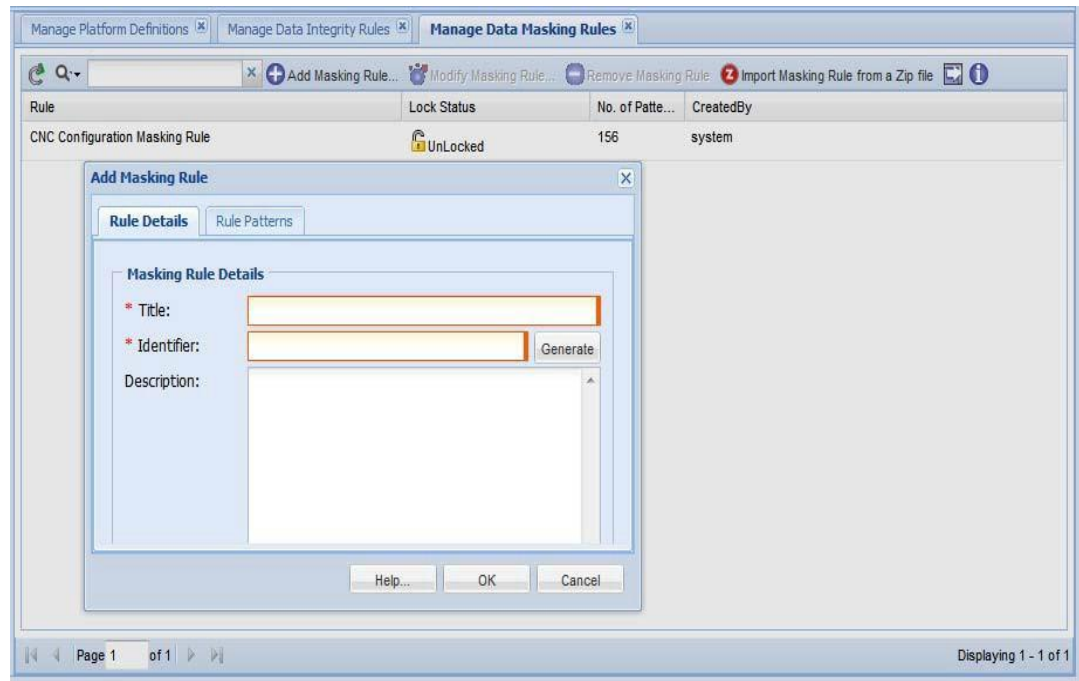 Manage Platform Definitions Manage Data Integrity Rules Manage Data Masking Rules
Add Masking Rule... Modify Masking Rule... Remove Masking Rule Import Masking Rule from a Zip file
Rule Lock Status No. of Patte... CreatedBy
CNC Configuration Masking Rule UnLocked 156 system
Add Masking Rule
Rule Details Rule Patterns
Masking Rule Details
* Title:
* Identifier: Generate
Description:
Help... OK Cancel
Page 1 of 1 Displaying 1 - 1 of 1